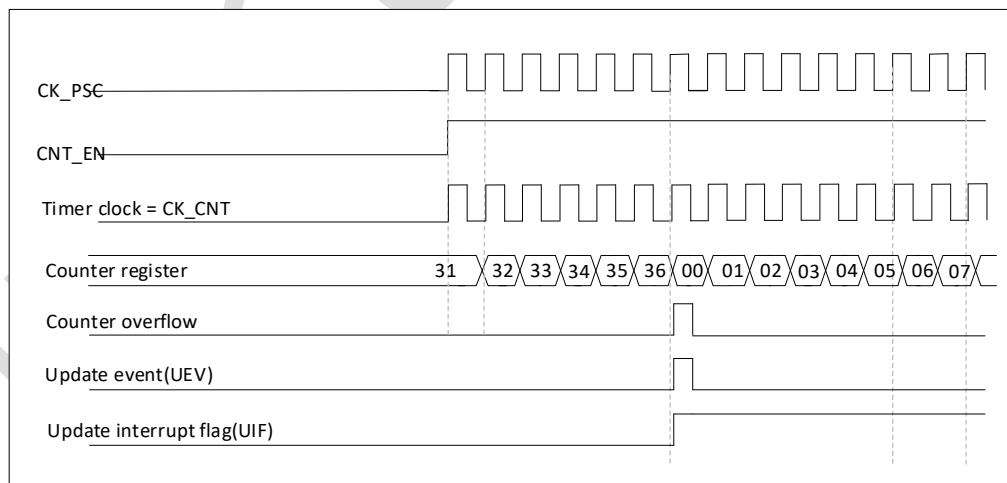 CK_PSC
CNT_EN
Timer clock = CK_CNT
Counter register 31 32 33 34 35 36 00 01 02 03 04 05 06 07
Counter overflow
Update event(UEV)
Update interrupt flag(UIF)